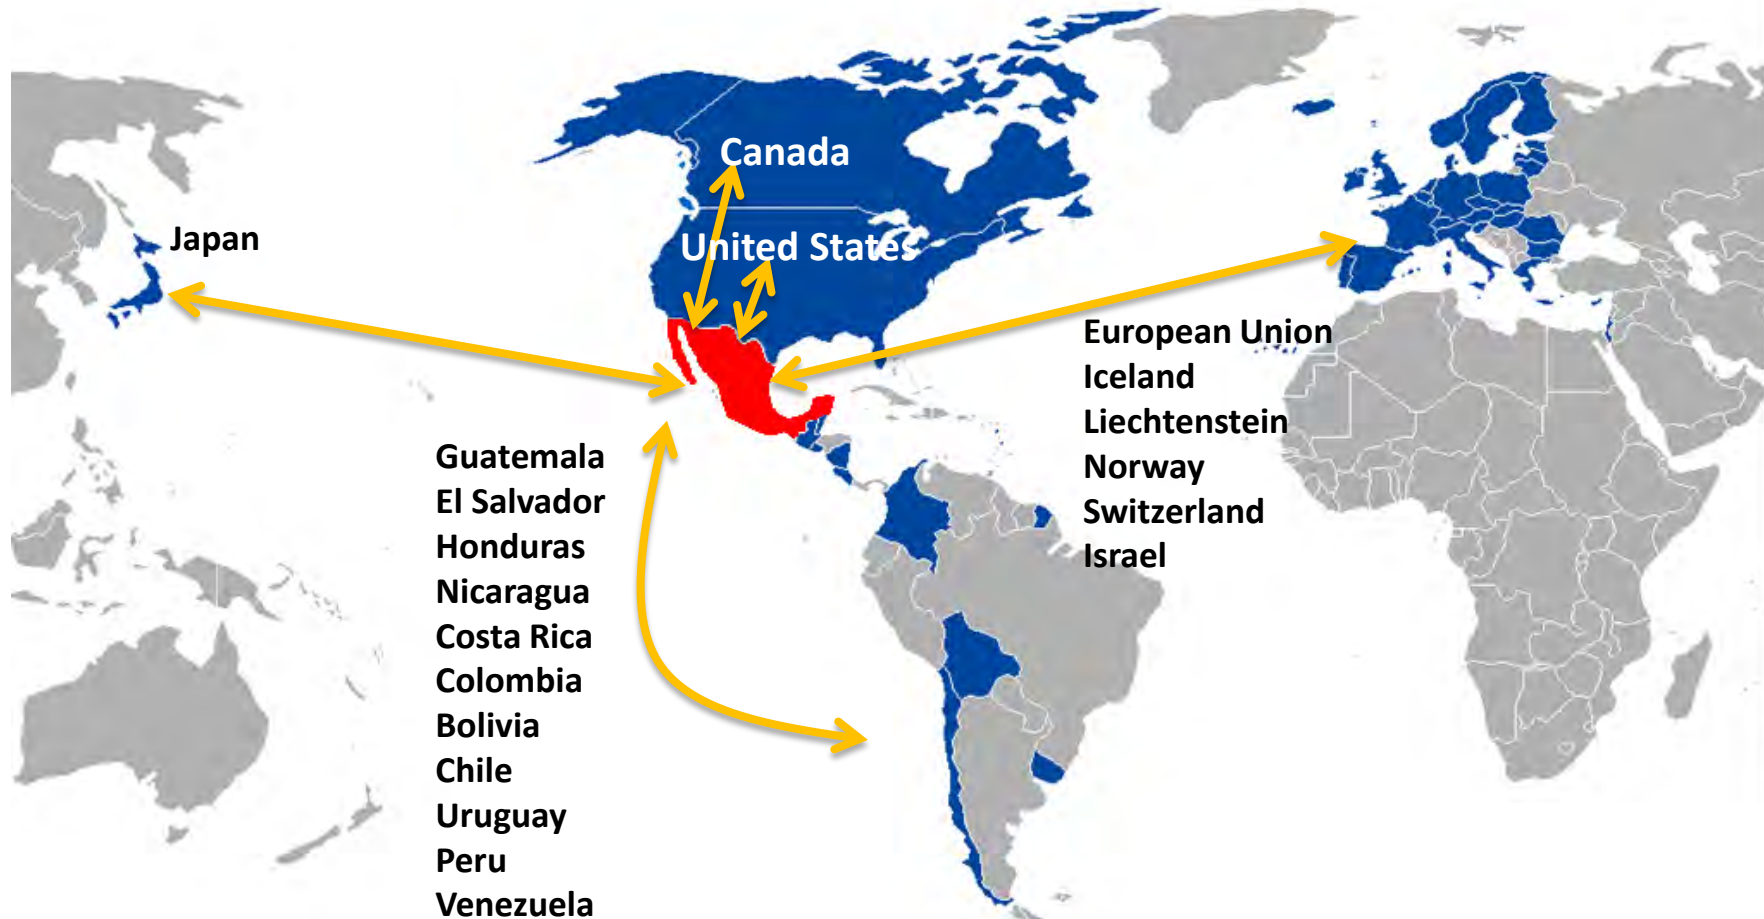 Canada
Japan
United States
European Union
Iceland
Liechtenstein
Norway
Switzerland
Israel
Guatemala
El Salvador
Honduras
Nicaragua
Costa Rica
Colombia
Bolivia
Chile
Uruguay
Peru
Venezuela